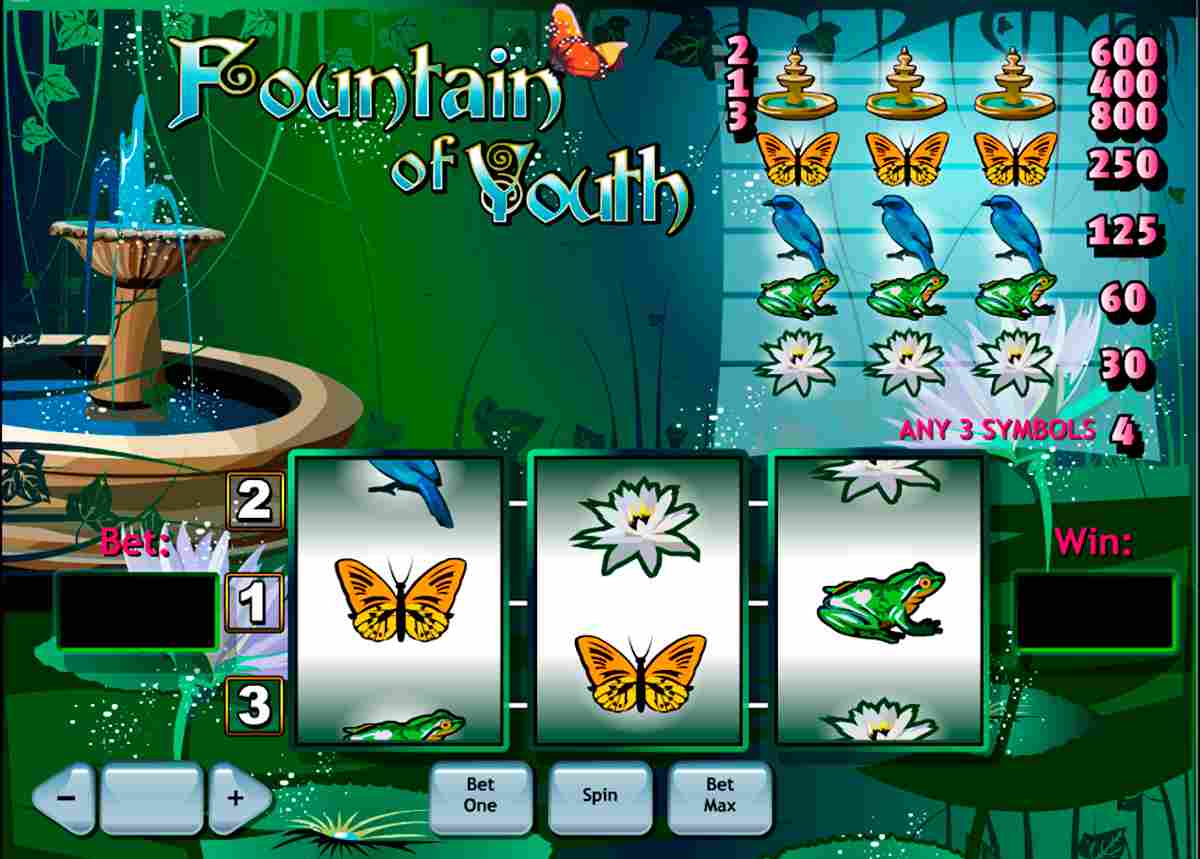 Fountain
of Youth
2 600
1 400
3 800
250
125
60
30
ANY 3 SYMBOLS 4
2
Bet:
Win:
1
3
-
+
Bet
One
Spin
Bet
Max